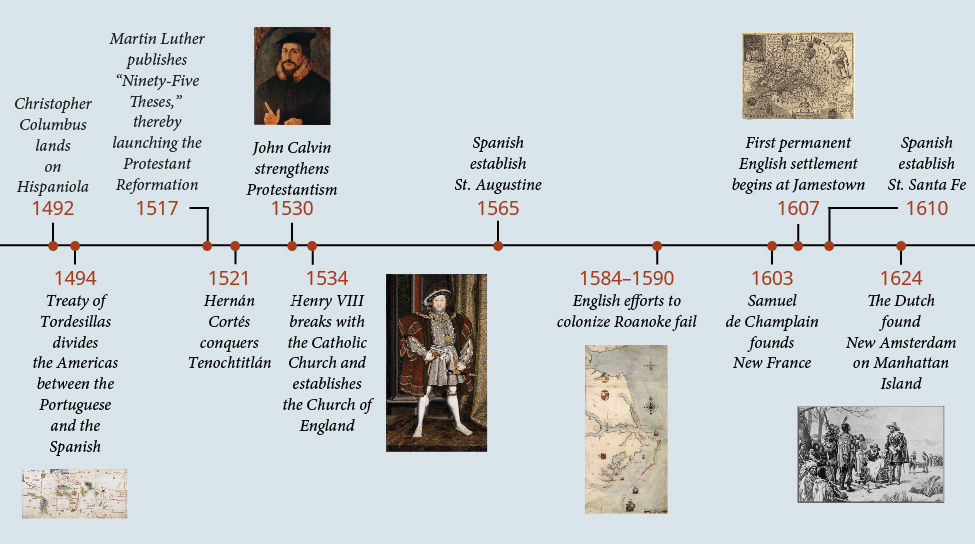 Christopher
Columbus
lands
on
Hispaniola
1492
1494
Treaty of
Tordesillas
divides
the Americas
between the
Portuguese
and the
Spanish
Martin Luther
publishes
“Ninety-Five
Theses,”
thereby
launching the
Protestant
Reformation
1517
1521
Hernán
Cortés
conquers
Tenochtitlán
John Calvin
strengthens
Protestantism
1530
1534
Henry VIII
breaks with
the Catholic
Church and
establishes
the Church of
England
Spanish
establish
St. Augustine
1565
1584–1590
English efforts to
colonize Roanoke fail
1603
Samuel
de Champlain
founds
New France
First permanent
English settlement
begins at Jamestown
1607
Spanish
establish
St. Santa Fe
1610
1624
The Dutch
found
New Amsterdam
on Manhattan
Island